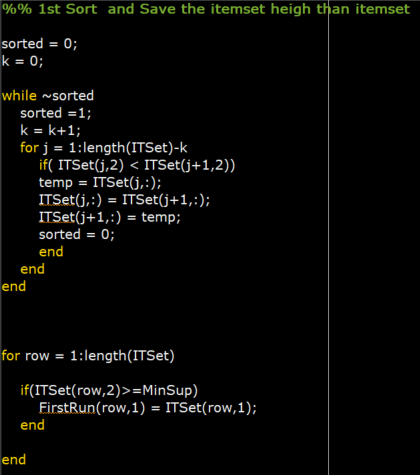 %% 1st Sort  and Save the itemset heigh than itemset
sorted = 0;
k = 0;
while ~sorted
sorted =1;
k = k+1;
for j = 1:length(ITSet)-k
if( ITSet(j,2) < ITSet(j+1,2))
temp = ITSet(j,:);
ITSet(j,:) = ITSet(j+1,:);
ITSet(j+1,:) = temp;
sorted = 0;
end
end
end
for row = 1:length(ITSet)
if(ITSet(row,2)>=MinSup)
FirstRun(row,1) = ITSet(row,1);
end
end